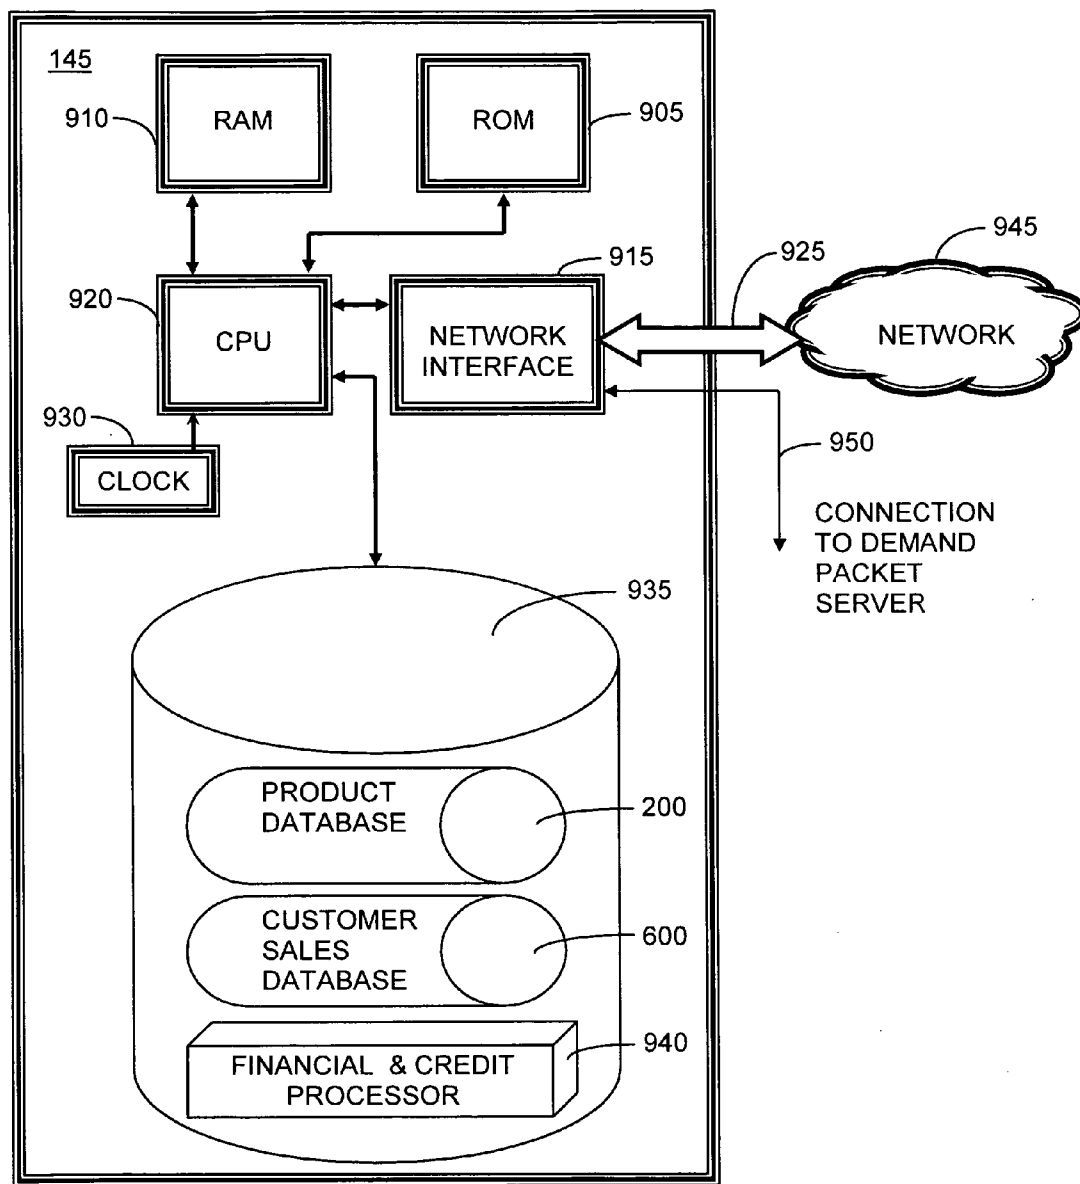 145
910
RAM
ROM
905
920
CPU
915
NETWORK
INTERFACE
925
945
NETWORK
930
CLOCK
950
CONNECTION
TO DEMAND
PACKET
SERVER
935
PRODUCT
DATABASE
200
CUSTOMER
SALES
DATABASE
600
FINANCIAL & CREDIT
PROCESSOR
940